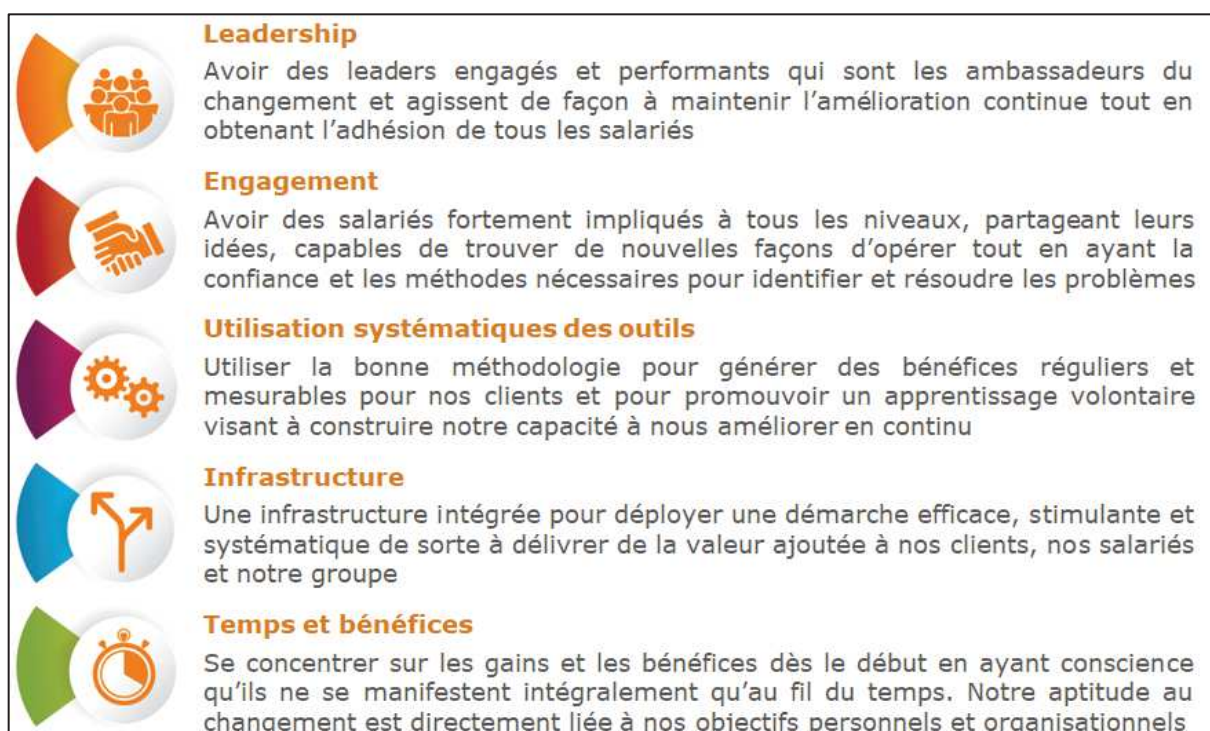 Leadership
Avoir des leaders engagés et performants qui sont les ambassadeurs du
changement et agissent de façon à maintenir l’amélioration continue tout en
obtenant l’adhésion de tous les salariés
Engagement
Avoir des salariés fortement impliqués à tous les niveaux, partageant leurs
idées, capables de trouver de nouvelles façons d’opérer tout en ayant la
confiance et les méthodes nécessaires pour identifier et résoudre les problèmes
Utilisation systématiques des outils
Utiliser la bonne méthodologie pour générer des bénéfices réguliers et
mesurables pour nos clients et pour promouvoir un apprentissage volontaire
visant à construire notre capacité à nous améliorer en continu
Infrastructure
Une infrastructure intégrée pour déployer une démarche efficace, stimulante et
systématique de sorte à délivrer de la valeur ajoutée à nos clients, nos salariés
et notre groupe
Temps et bénéfices
Se concentrer sur les gains et les bénéfices dès le début en ayant conscience
qu’ils ne se manifestent intégralement qu’au fil du temps. Notre aptitude au
changement est directement liée à nos objectifs personnels et organisationnels